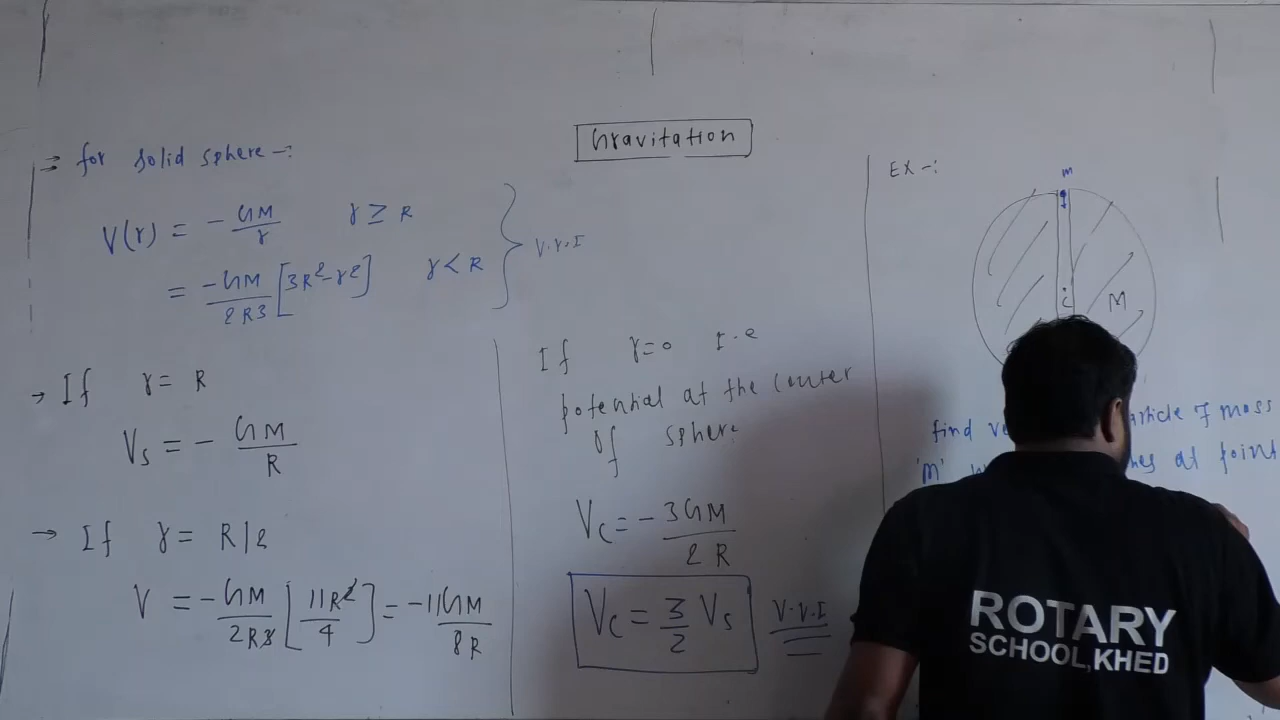 Gravitation
⇒ for solid sphere -:
V(r) = - GM/r r ≥ R
= -GM/2R3 [3R2-r2] r < R
V.V.I
→ If r = R
Vs = - GM/R
→ If r = R/2
V = -GM/2R3 [11R2/4] = -11GM/8R
If r=0 I.e
potential at the center
of sphere
Vc = -3GM/2R
Vc = 3/2 Vs V.V.I
EX -:
m
c
M
find of mass
'm' at point
ROTARY
SCHOOL,KHED